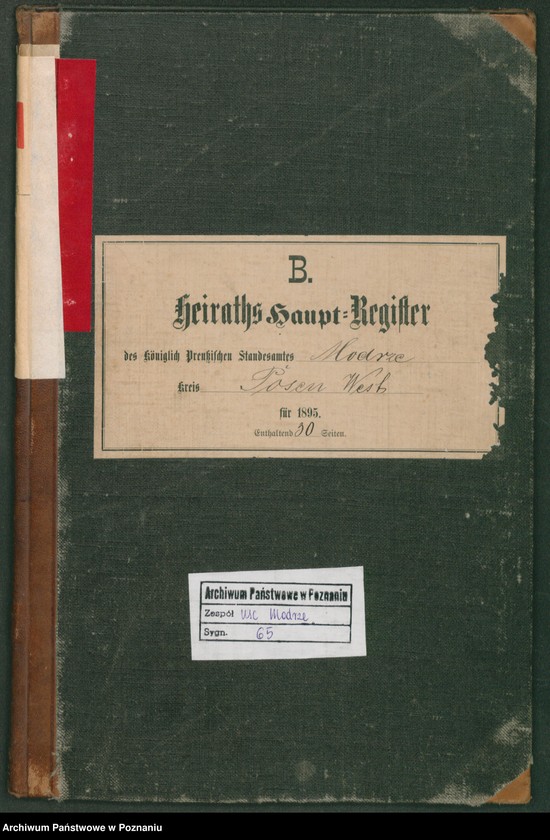 B.
Heiraths Haupt-Register
des Königlich Preußischen Standesamtes Modrze
Kreis Posen West
für 1895.
Enthaltend 30 Seiten.
Archiwum Państwowe w Poznaniu
Zespół USC Modrze
Sygn. 65
Archiwum Państwowe w Poznaniu